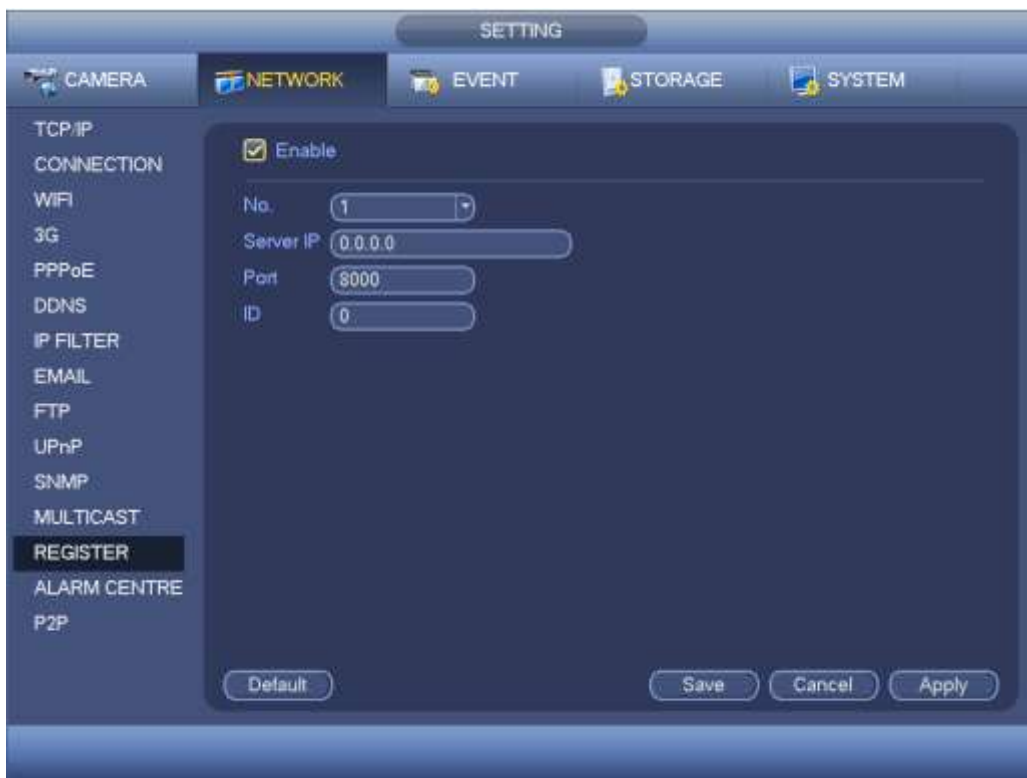 SETTING
CAMERA NETWORK EVENT STORAGE SYSTEM
TCP/IP
CONNECTION
WIFI
3G
PPPoE
DDNS
IP FILTER
EMAIL
FTP
UPnP
SNMP
MULTICAST
REGISTER
ALARM CENTRE
P2P
Enable
No. 1
Server IP 0.0.0.0
Port 8000
ID 0
Default Save Cancel Apply